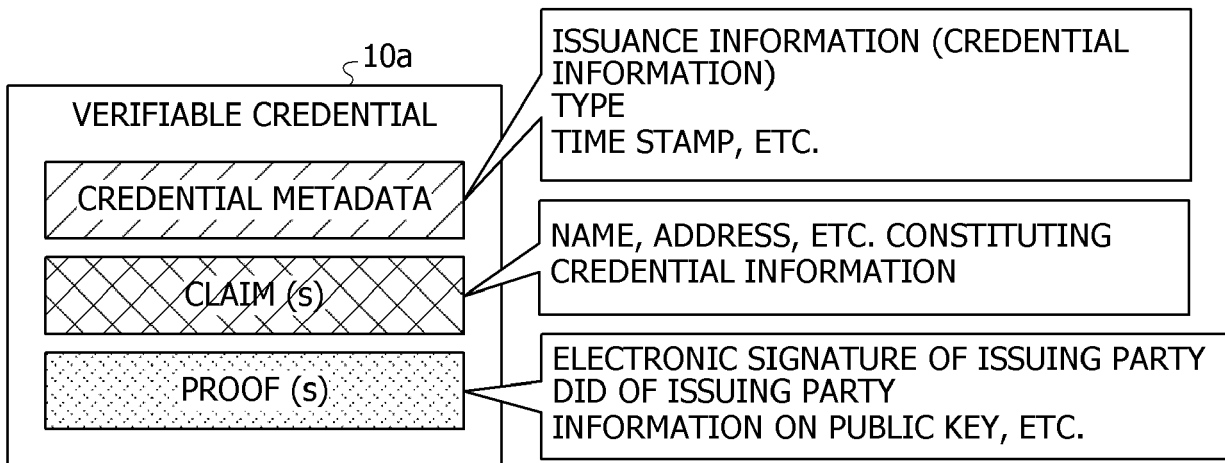 10a
VERIFIABLE CREDENTIAL
CREDENTIAL METADATA
CLAIM (s)
PROOF (s)
ISSUANCE INFORMATION (CREDENTIAL
INFORMATION)
TYPE
TIME STAMP, ETC.
NAME, ADDRESS, ETC. CONSTITUTING
CREDENTIAL INFORMATION
ELECTRONIC SIGNATURE OF ISSUING PARTY
DID OF ISSUING PARTY
INFORMATION ON PUBLIC KEY, ETC.